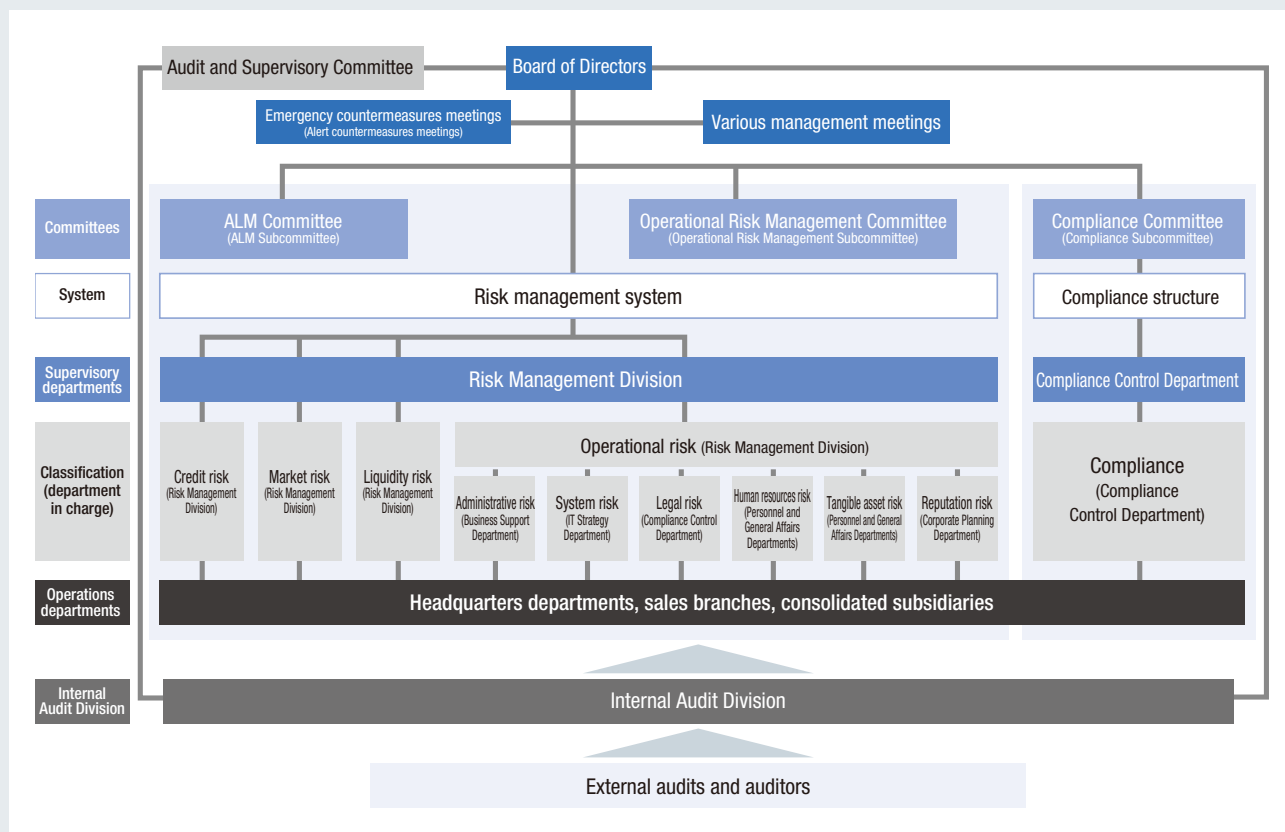 Audit and Supervisory Committee
Board of Directors
Emergency countermeasures meetings
(Alert countermeasures meetings)
Various management meetings
Committees
ALM Committee
(ALM Subcommittee)
Operational Risk Management Committee
(Operational Risk Management Subcommittee)
Compliance Committee
(Compliance Subcommittee)
System
Risk management system
Compliance structure
Supervisory
departments
Risk Management Division
Compliance Control Department
Classification
(department
in charge)
Credit risk
(Risk Management
Division)
Market risk
(Risk Management
Division)
Liquidity risk
(Risk Management
Division)
Operational risk (Risk Management Division)
Administrative risk
(Business Support
Department)
System risk
(IT Strategy
Department)
Legal risk
(Compliance Control
Department)
Human resources risk
(Personnel and
General Affairs
Departments)
Tangible asset risk
(Personnel and General
Affairs Departments)
Reputation risk
(Corporate Planning
Department)
Compliance
(Compliance
Control Department)
Operations
departments
Headquarters departments, sales branches, consolidated subsidiaries
Internal
Audit Division
Internal Audit Division
External audits and auditors